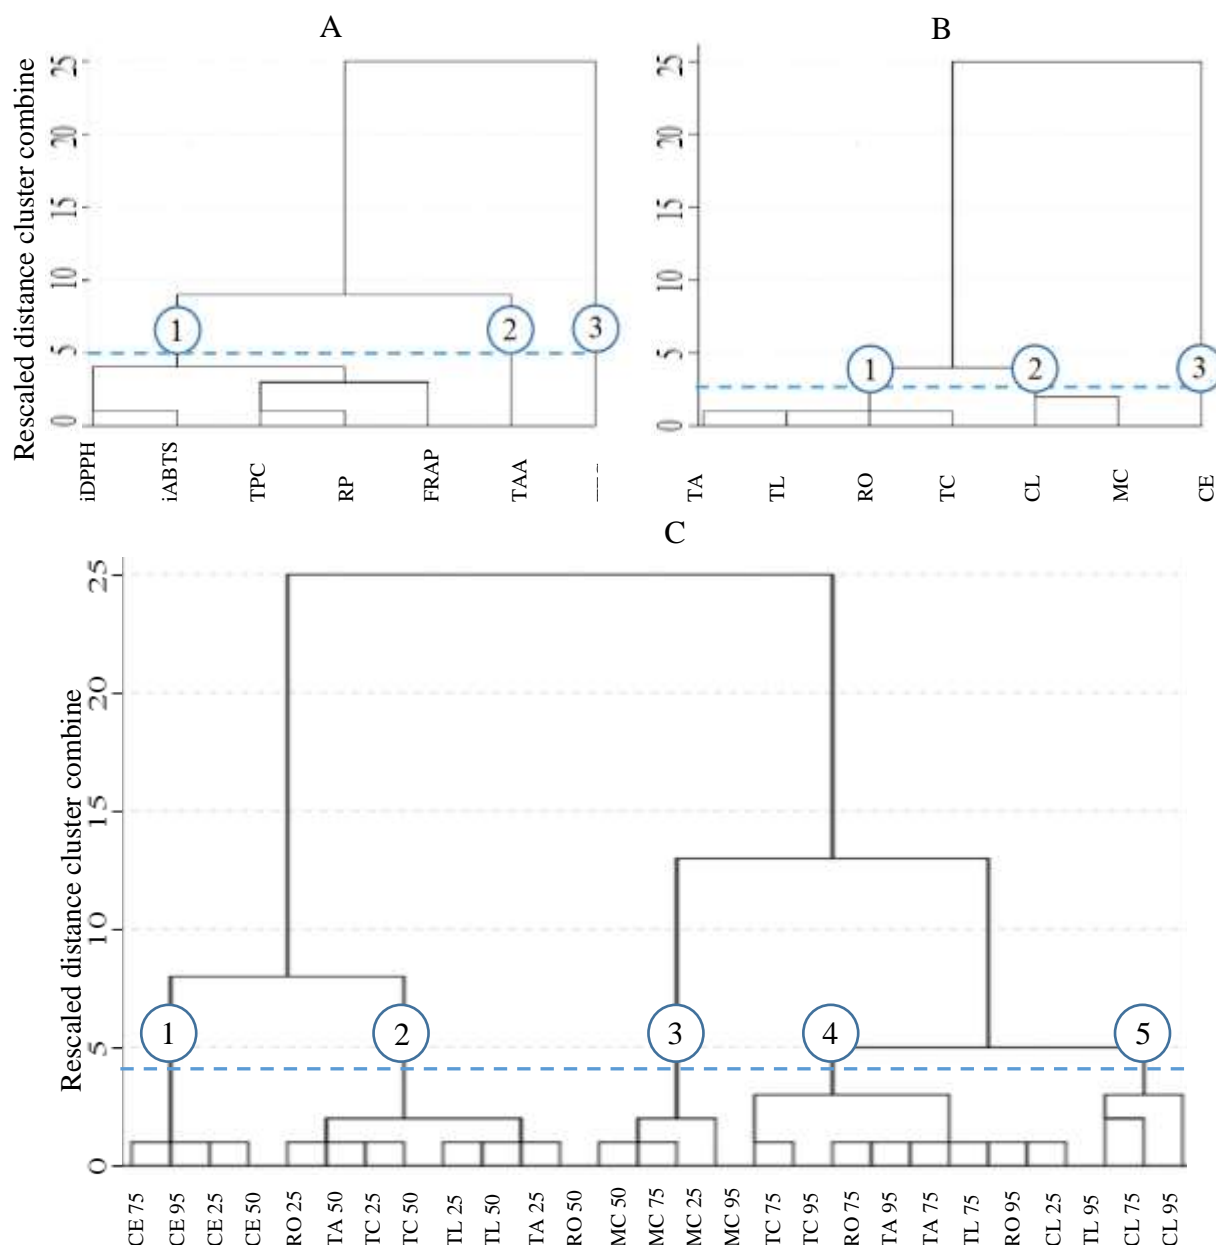 A
B
Rescaled distance cluster combine
25
20
15
10
5
0
1
2
3
iDPPH
iABTS
TPC
RP
FRAP
TAA
25
20
15
10
5
0
1
2
3
TA
TL
RO
TC
CL
MC
CE
C
Rescaled distance cluster combine
25
20
15
10
5
0
1
2
3
4
5
CE 75
CE 95
CE 25
CE 50
RO 25
TA 50
TC 25
TC 50
TL 25
TL 50
TA 25
RO 50
MC 50
MC 75
MC 25
MC 95
TC 75
TC 95
RO 75
TA 95
TA 75
TL 75
RO 95
CL 25
TL 95
CL 75
CL 95